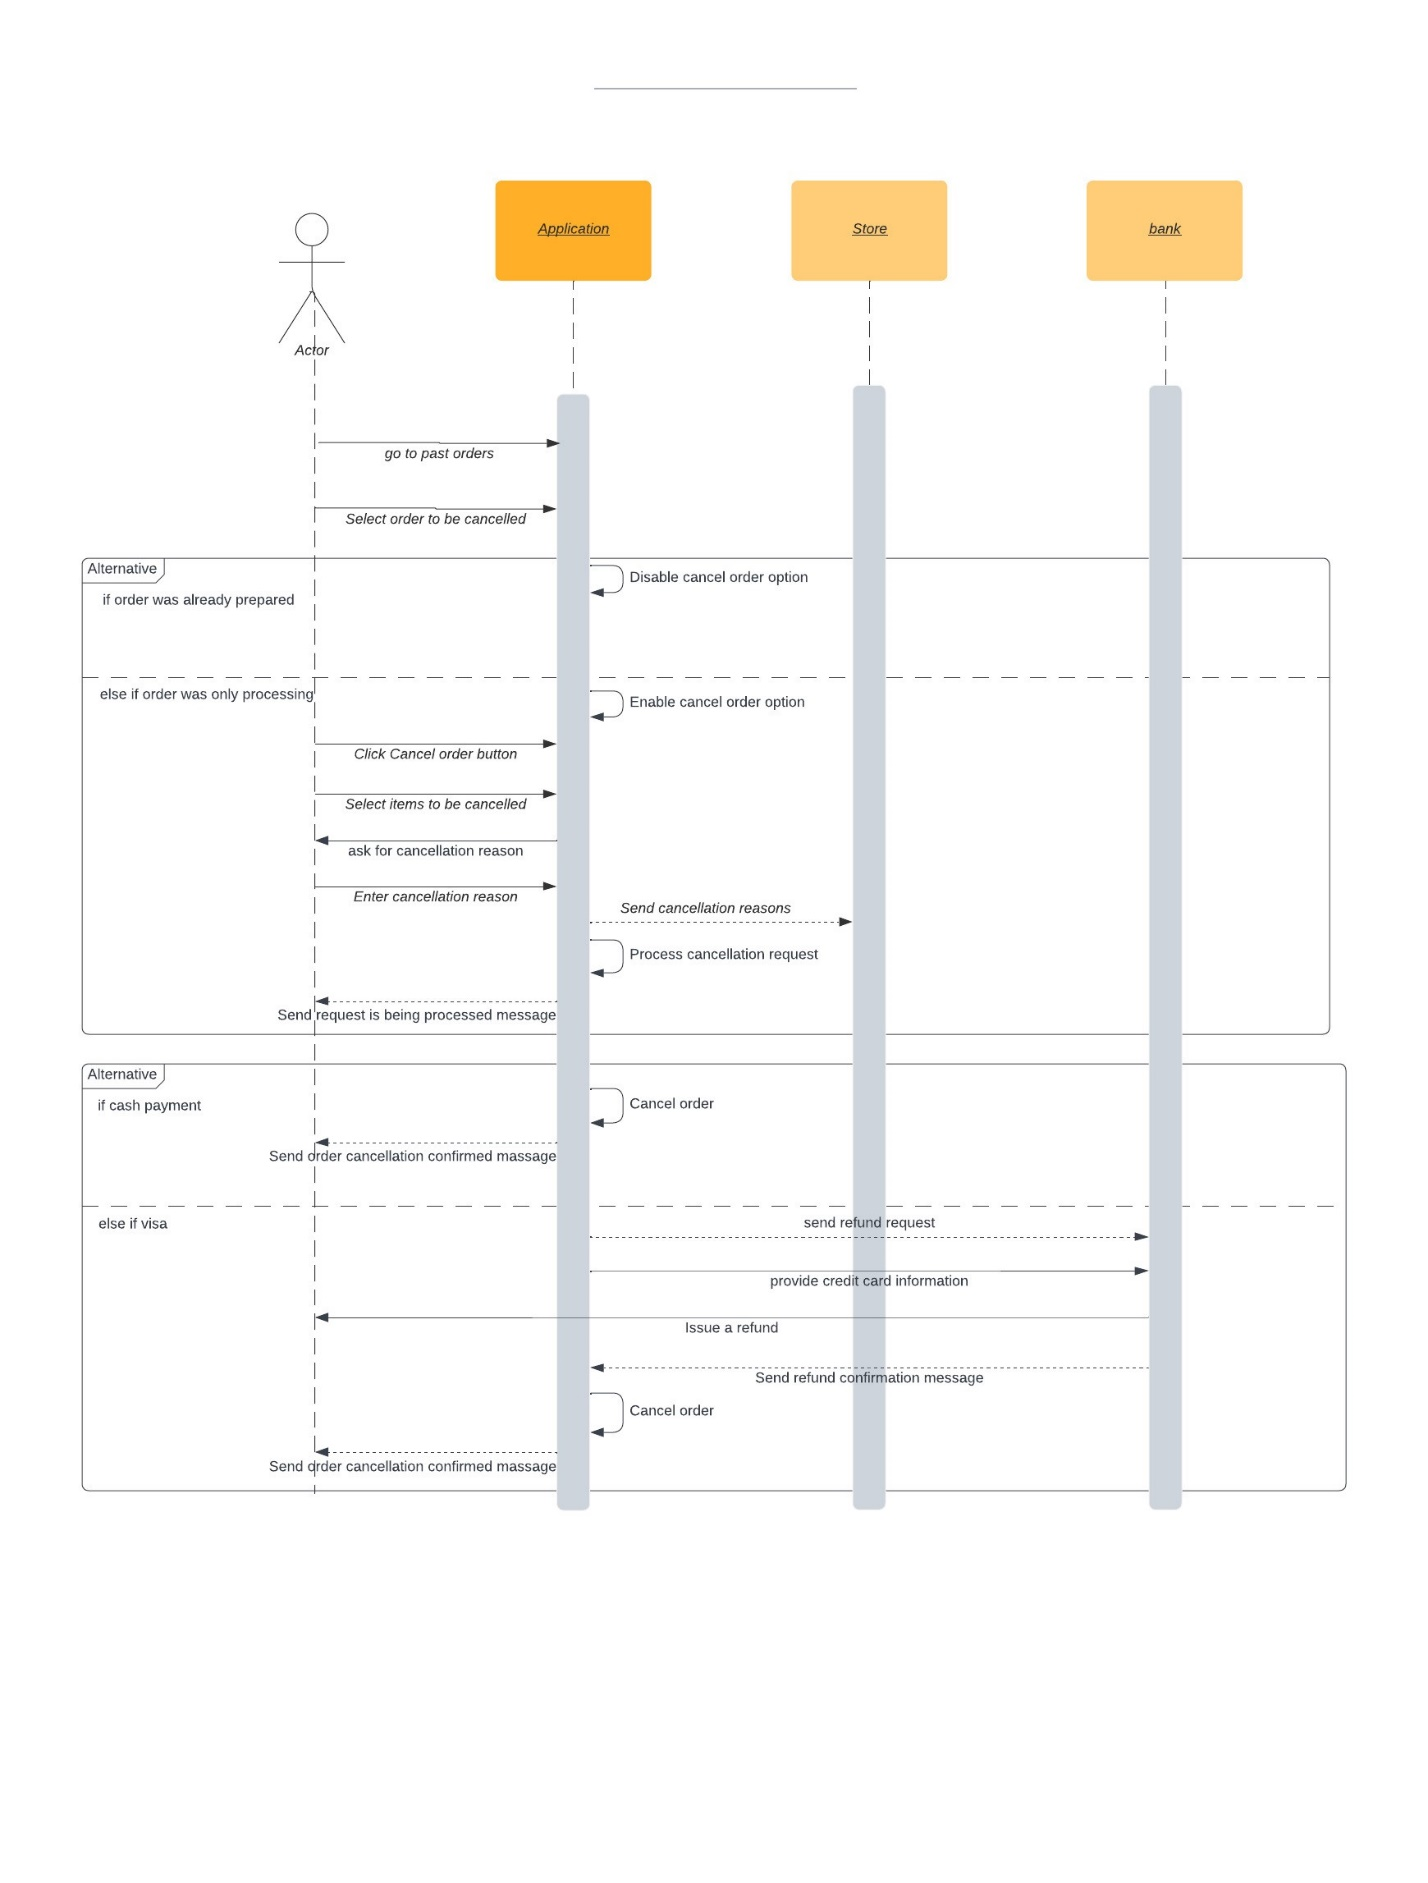 Application
Store
bank
Actor
go to past orders
Select order to be cancelled
Alternative
Disable cancel order option
if order was already prepared
else if order was only processing
Enable cancel order option
Click Cancel order button
Select items to be cancelled
ask for cancellation reason
Enter cancellation reason
Send cancellation reasons
Process cancellation request
Send request is being processed message
Alternative
if cash payment
Cancel order
Send order cancellation confirmed massage
else if visa
send refund request
provide credit card information
Issue a refund
Send refund confirmation message
Cancel order
Send order cancellation confirmed massage